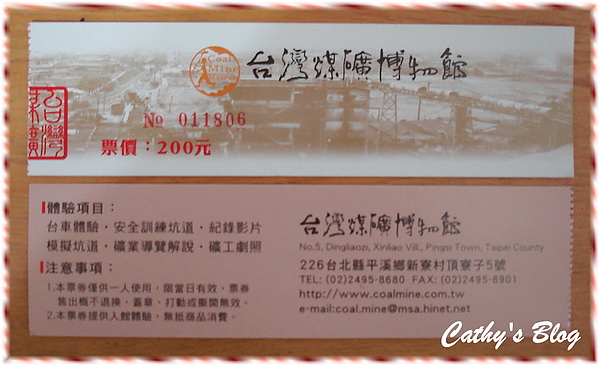 Coal
Mine
台灣煤礦博物館
№ 011806
票價：200元
台灣
體驗項目：
台車體驗・安全訓練坑道・紀錄影片
模擬坑道・礦業導覽解說・礦工劇照
注意事項：
1.本票券僅供一人使用，限當日有效，票券
售出概不退換，蓋章、打動或撕開無效。
2.本票券提供入館體驗，無抵商品消費。
台灣煤礦博物館
No.5, Dingliaozi, Xinliao Vill., Pingsi Town, Taipei County
226台北縣平溪鄉新寮村頂寮子5號
TEL: (02)2495-8680 FAX: (02)2495-8901
http://www.coalmine.com.tw
e-mail:coal.mine@msa.hinet.net
Cathy's Blog